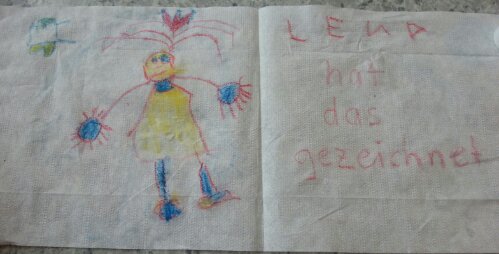 LENA
hat
das
gezeichnet